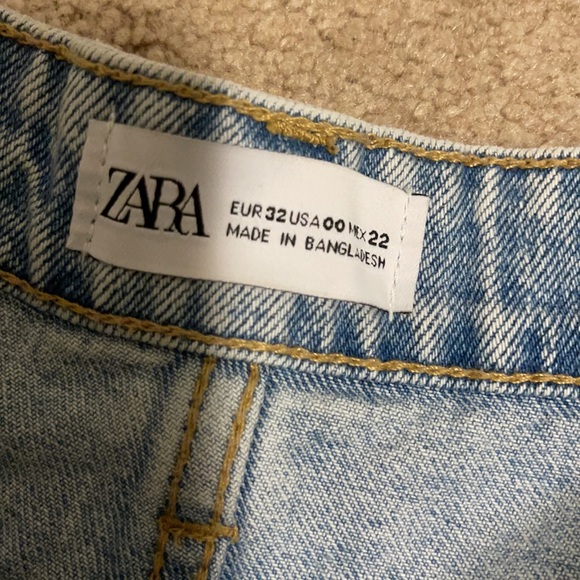 ZARA
EUR 32 USA 00 MEX 22
MADE IN BANGLADESH